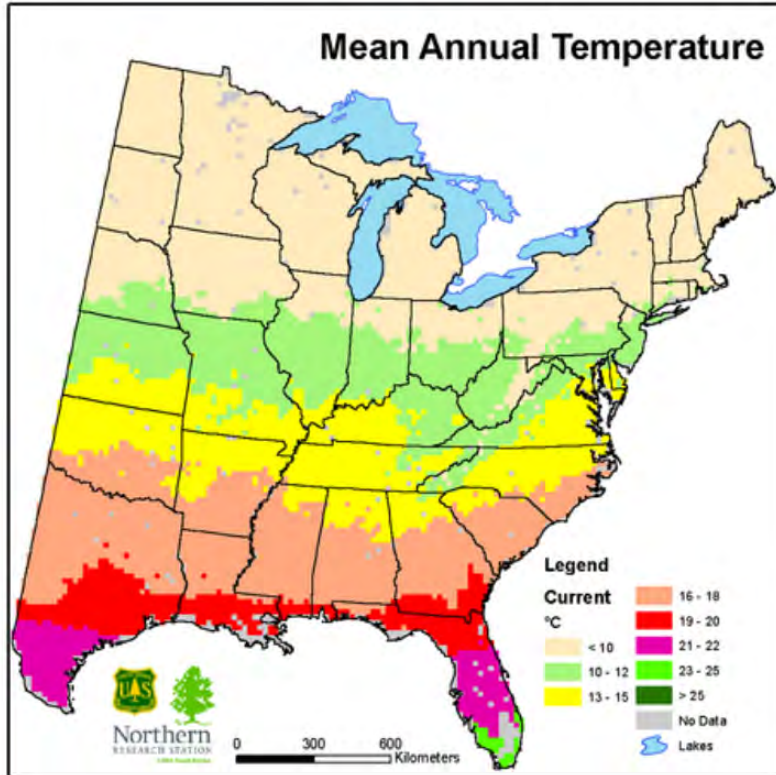 Mean Annual Temperature
Legend
Current
°C
< 10
10 - 12
13 - 15
16 - 18
19 - 20
21 - 22
23 - 25
> 25
No Data
Lakes
UAS
Northern
RESEARCH STATION
0 300 600
Kilometers